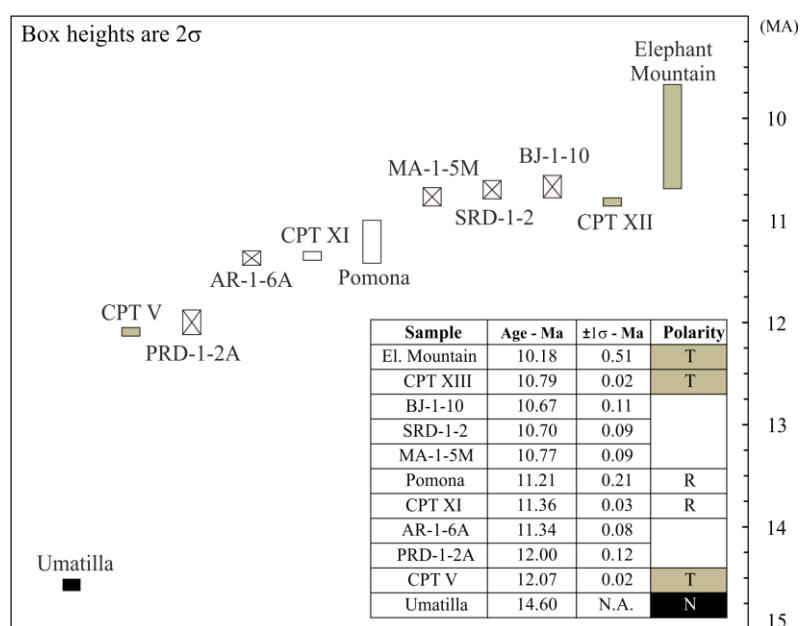 Box heights are 2σ
(MA)
Elephant
Mountain
10
BJ-1-10
MA-1-5M
SRD-1-2
CPT XII
11
CPT XI
AR-1-6A
Pomona
CPT V
12
PRD-1-2A
Sample Age - Ma ±1σ - Ma Polarity
El. Mountain 10.18 0.51 T
CPT XIII 10.79 0.02 T
BJ-1-10 10.67 0.11
SRD-1-2 10.70 0.09
MA-1-5M 10.77 0.09
Pomona 11.21 0.21 R
CPT XI 11.36 0.03 R
AR-1-6A 11.34 0.08
PRD-1-2A 12.00 0.12
CPT V 12.07 0.02 T
Umatilla 14.60 N.A. N
13
14
Umatilla
15